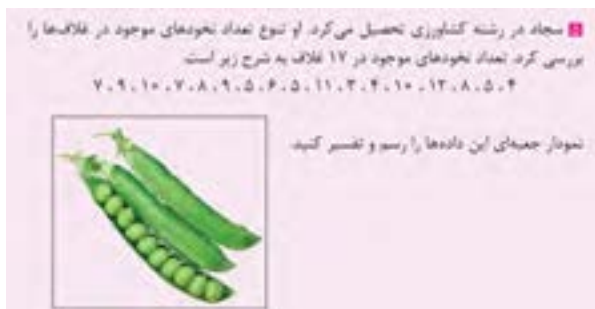 سجاد در رشته کشاورزی تحصیل می‌کرد. او تنوع تعداد نخودهای موجود در غلاف‌ها را
بررسی کرد. تعداد نخودهای موجود در ۱۷ غلاف به شرح زیر است.
۷ ، ۹ ، ۱۰ ، ۷ ، ۸ ، ۹ ، ۵ ، ۶ ، ۵ ، ۱۱ ، ۳ ، ۴ ، ۱۰ ، ۱۲ ، ۸ ، ۵ ، ۴
نمودار جعبه‌ای این داده‌ها را رسم و تفسیر کنید.